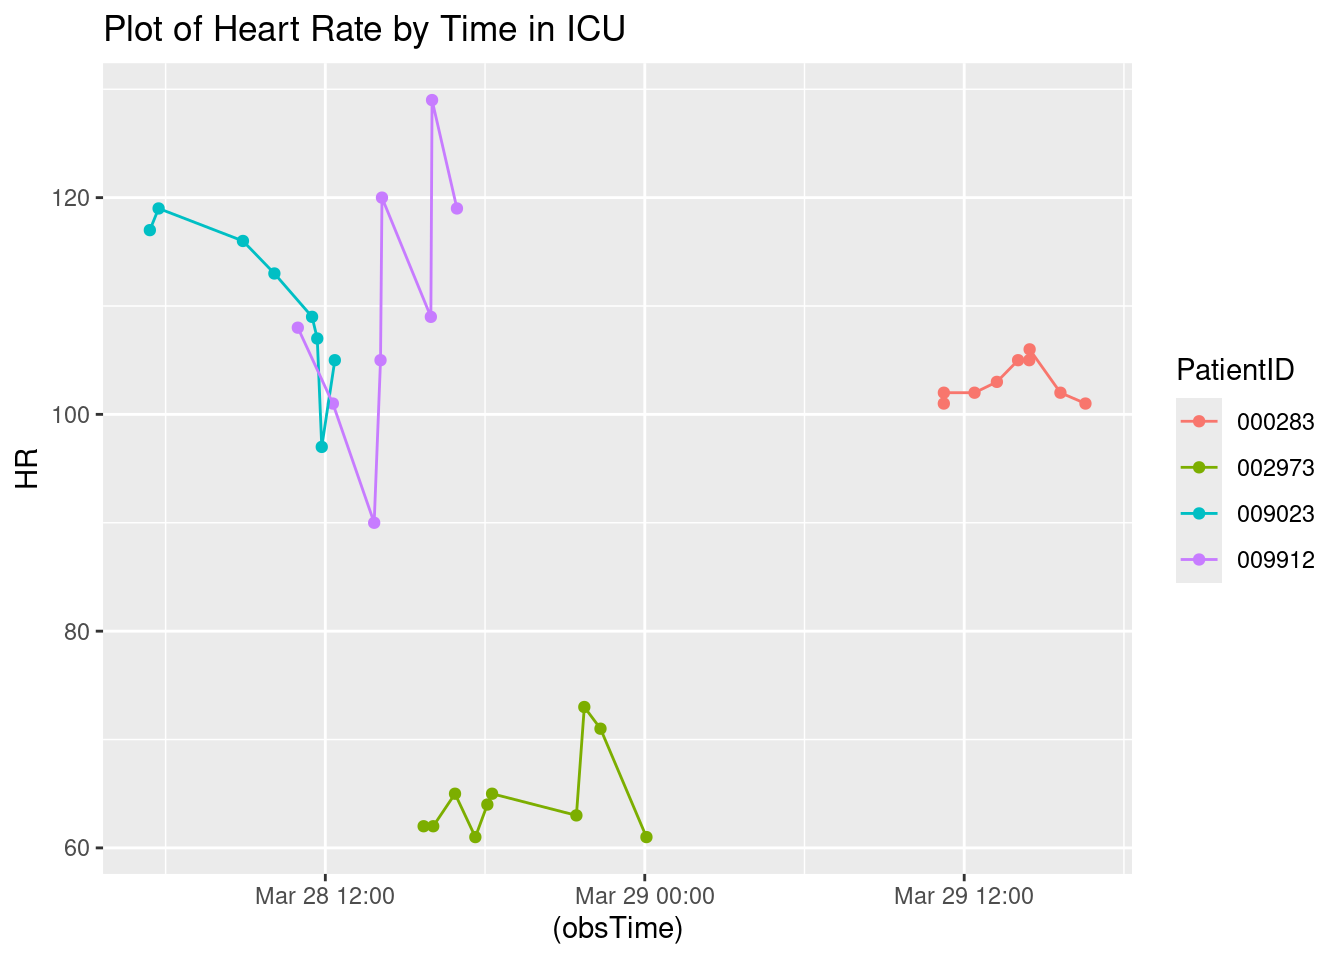 Plot of Heart Rate by Time in ICU
120
100
80
60
HR
Mar 28 12:00
Mar 29 00:00
Mar 29 12:00
(obsTime)
PatientID
000283
002973
009023
009912